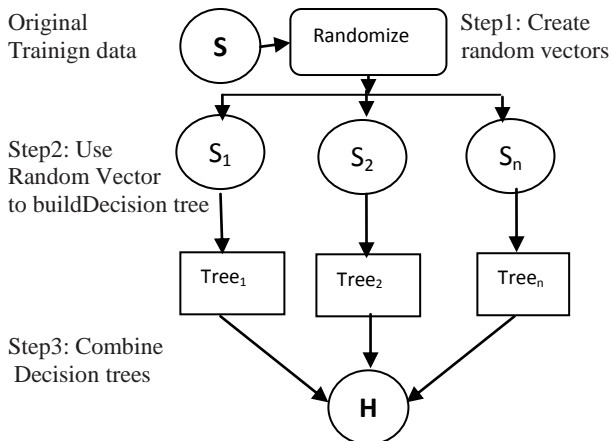 Original
Trainign data
S
Randomize
Step1: Create
random vectors
Step2: Use
Random Vector
to buildDecision tree
S₁
S₂
Sₙ
Tree₁
Tree₂
Treeₙ
Step3: Combine
Decision trees
H